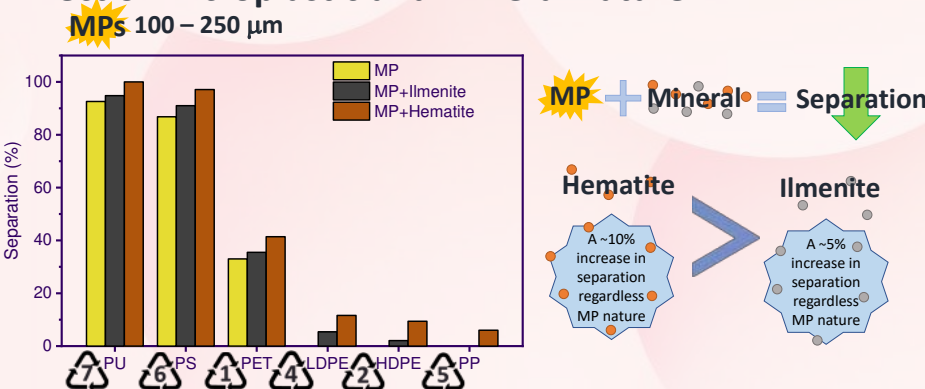 MPs 100 – 250 µm
MP
MP+Ilmenite
MP+Hematite
Separation (%)
100
80
60
40
20
0
7 PU
6 PS
1 PET
4 LDPE
2 HDPE
5 PP
MP + Mineral = Separation
Hematite
A ~10%
increase in
separation
regardless
MP nature
>
Ilmenite
A ~5%
increase in
separation
regardless
MP nature